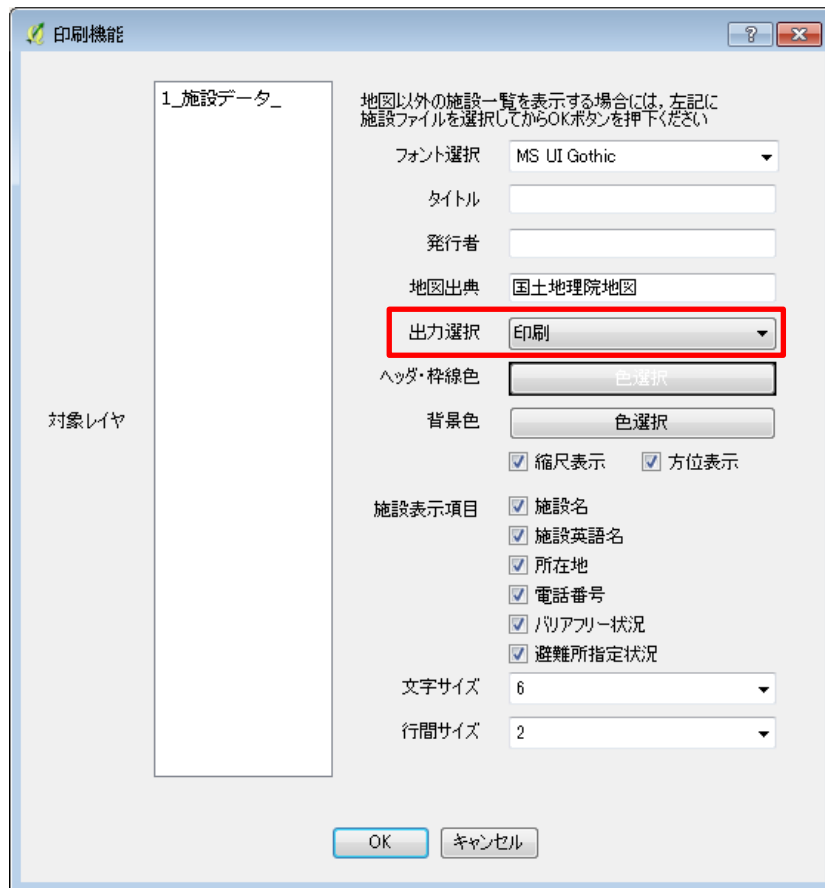 印刷機能
1_施設データ_
地図以外の施設一覧を表示する場合には, 左記に
施設ファイルを選択してからOKボタンを押下ください
フォント選択 MS UI Gothic
タイトル
発行者
地図出典 国土地理院地図
出力選択 印刷
ヘッダ・枠線色 色選択
対象レイヤ
背景色 色選択
縮尺表示 方位表示
施設表示項目 施設名
施設英語名
所在地
電話番号
バリアフリー状況
避難所指定状況
文字サイズ 6
行間サイズ 2
OK キャンセル